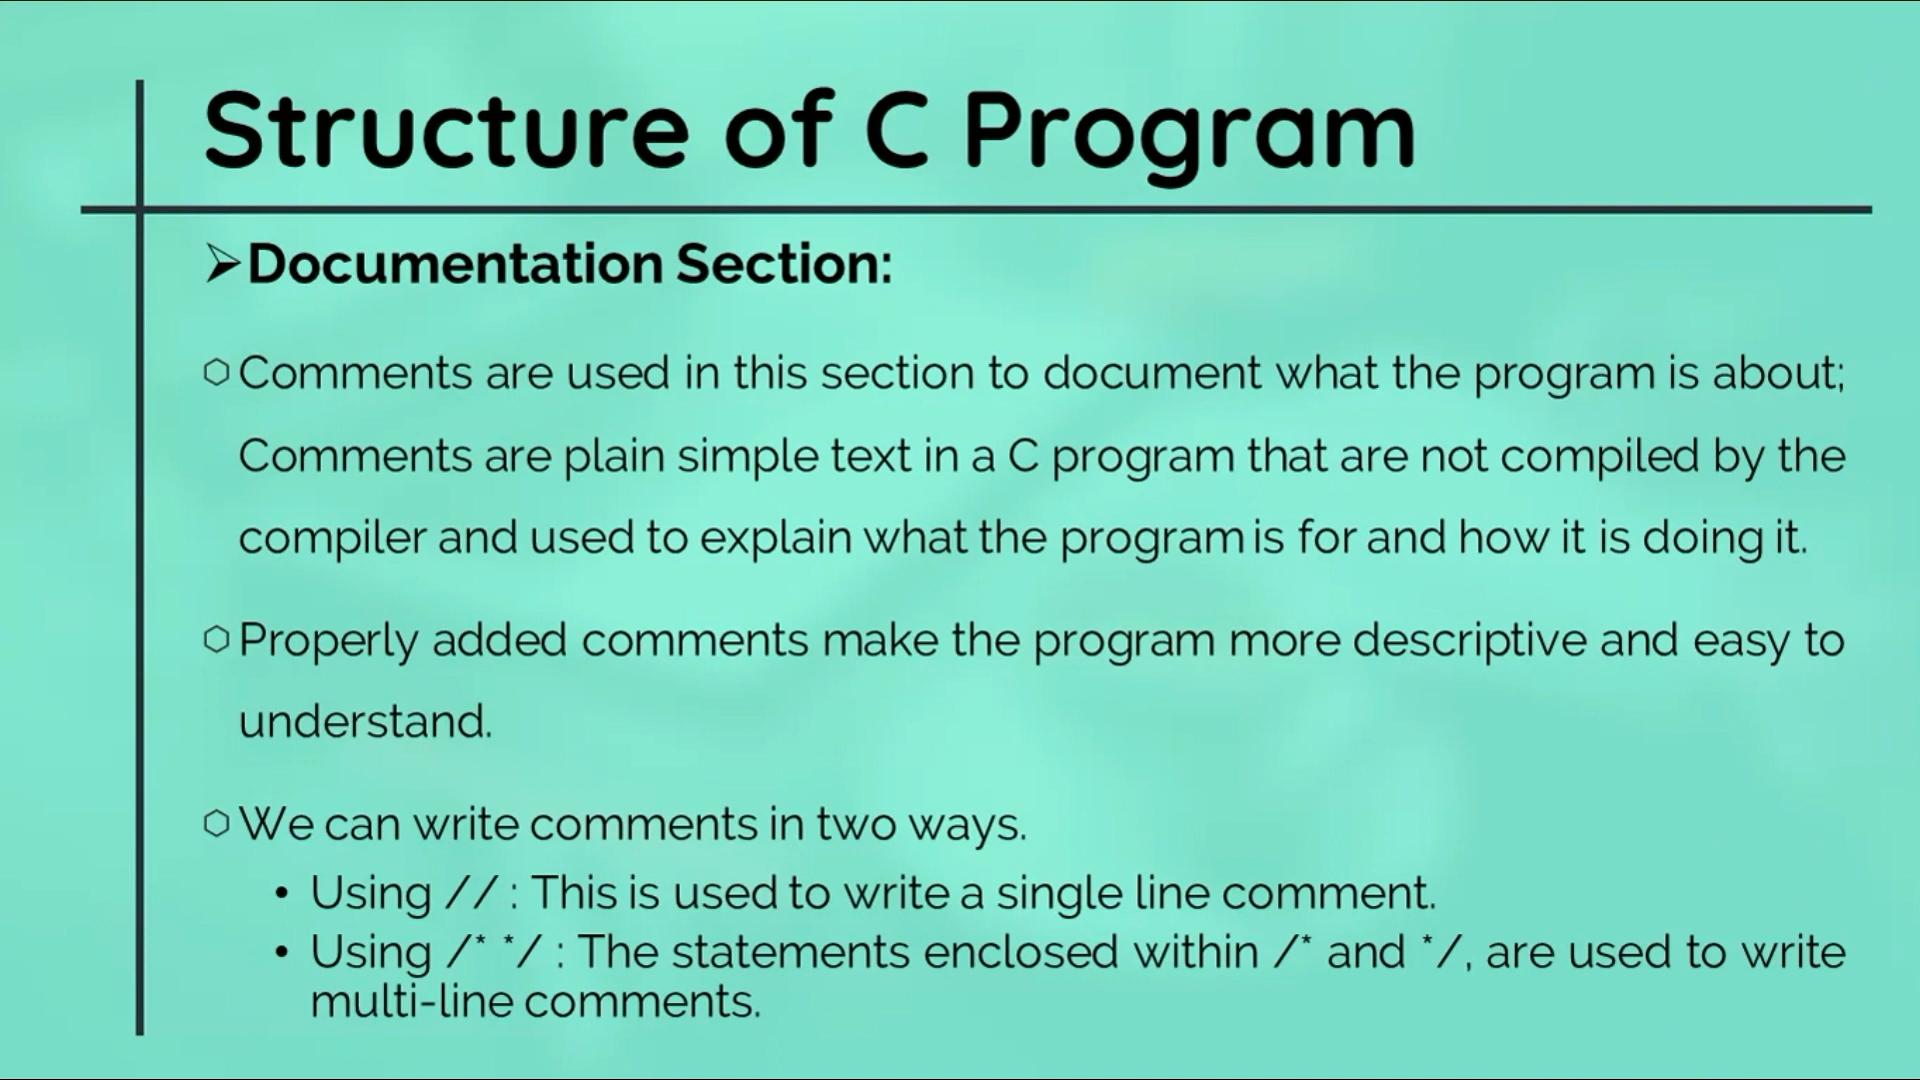 Structure of C Program
➢Documentation Section:
Comments are used in this section to document what the program is about;
Comments are plain simple text in a C program that are not compiled by the
compiler and used to explain what the program is for and how it is doing it.
Properly added comments make the program more descriptive and easy to
understand.
We can write comments in two ways.
• Using // : This is used to write a single line comment.
• Using /* */ : The statements enclosed within /* and */, are used to write
multi-line comments.